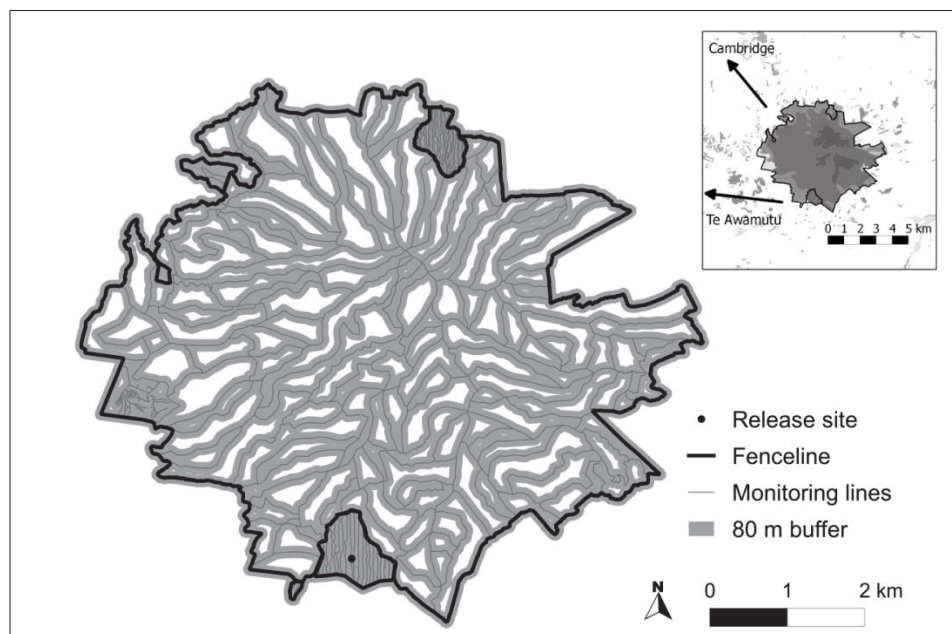 Cambridge
Te Awamutu
0 1 2 3 4 5 km
Release site
Fenceline
Monitoring lines
80 m buffer
N
0 1 2 km